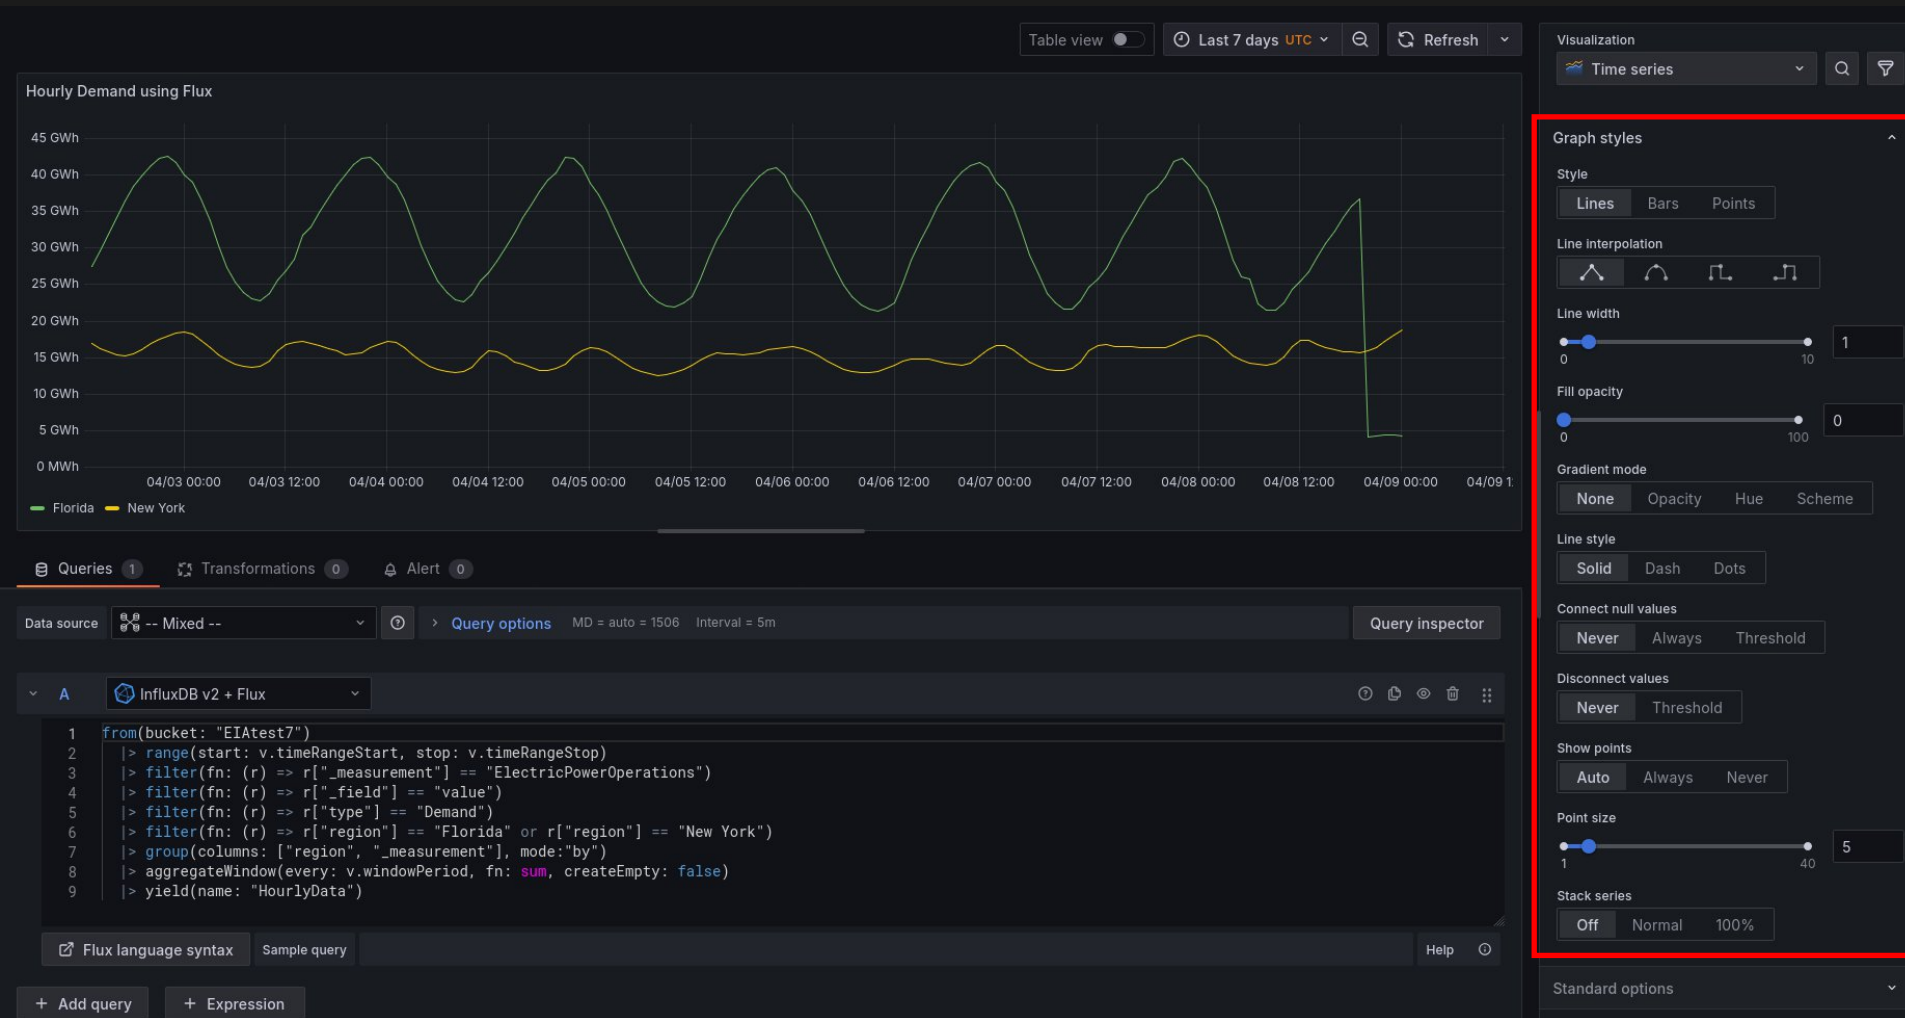 Table view
Last 7 days UTC
Refresh
Hourly Demand using Flux
45 GWh
40 GWh
35 GWh
30 GWh
25 GWh
20 GWh
15 GWh
10 GWh
5 GWh
0 MWh
04/03 00:00 04/03 12:00 04/04 00:00 04/04 12:00 04/05 00:00 04/05 12:00 04/06 00:00 04/06 12:00 04/07 00:00 04/07 12:00 04/08 00:00 04/08 12:00 04/09 00:00 04/09 1
Florida New York
Queries 1 Transformations 0 Alert 0
Data source -- Mixed -- Query options MD = auto = 1506 Interval = 5m Query inspector
A InfluxDB v2 + Flux
1 from(bucket: "EIAtest7")
2 |> range(start: v.timeRangeStart, stop: v.timeRangeStop)
3 |> filter(fn: (r) => r["_measurement"] == "ElectricPowerOperations")
4 |> filter(fn: (r) => r["_field"] == "value")
5 |> filter(fn: (r) => r["type"] == "Demand")
6 |> filter(fn: (r) => r["region"] == "Florida" or r["region"] == "New York")
7 |> group(columns: ["region", "_measurement"], mode:"by")
8 |> aggregateWindow(every: v.windowPeriod, fn: sum, createEmpty: false)
9 |> yield(name: "HourlyData")
Flux language syntax Sample query Help
+ Add query + Expression
Visualization
Time series
Graph styles
Style
Lines Bars Points
Line interpolation
Line width
1
0 10
Fill opacity
0
0 100
Gradient mode
None Opacity Hue Scheme
Line style
Solid Dash Dots
Connect null values
Never Always Threshold
Disconnect values
Never Threshold
Show points
Auto Always Never
Point size
5
1 40
Stack series
Off Normal 100%
Standard options